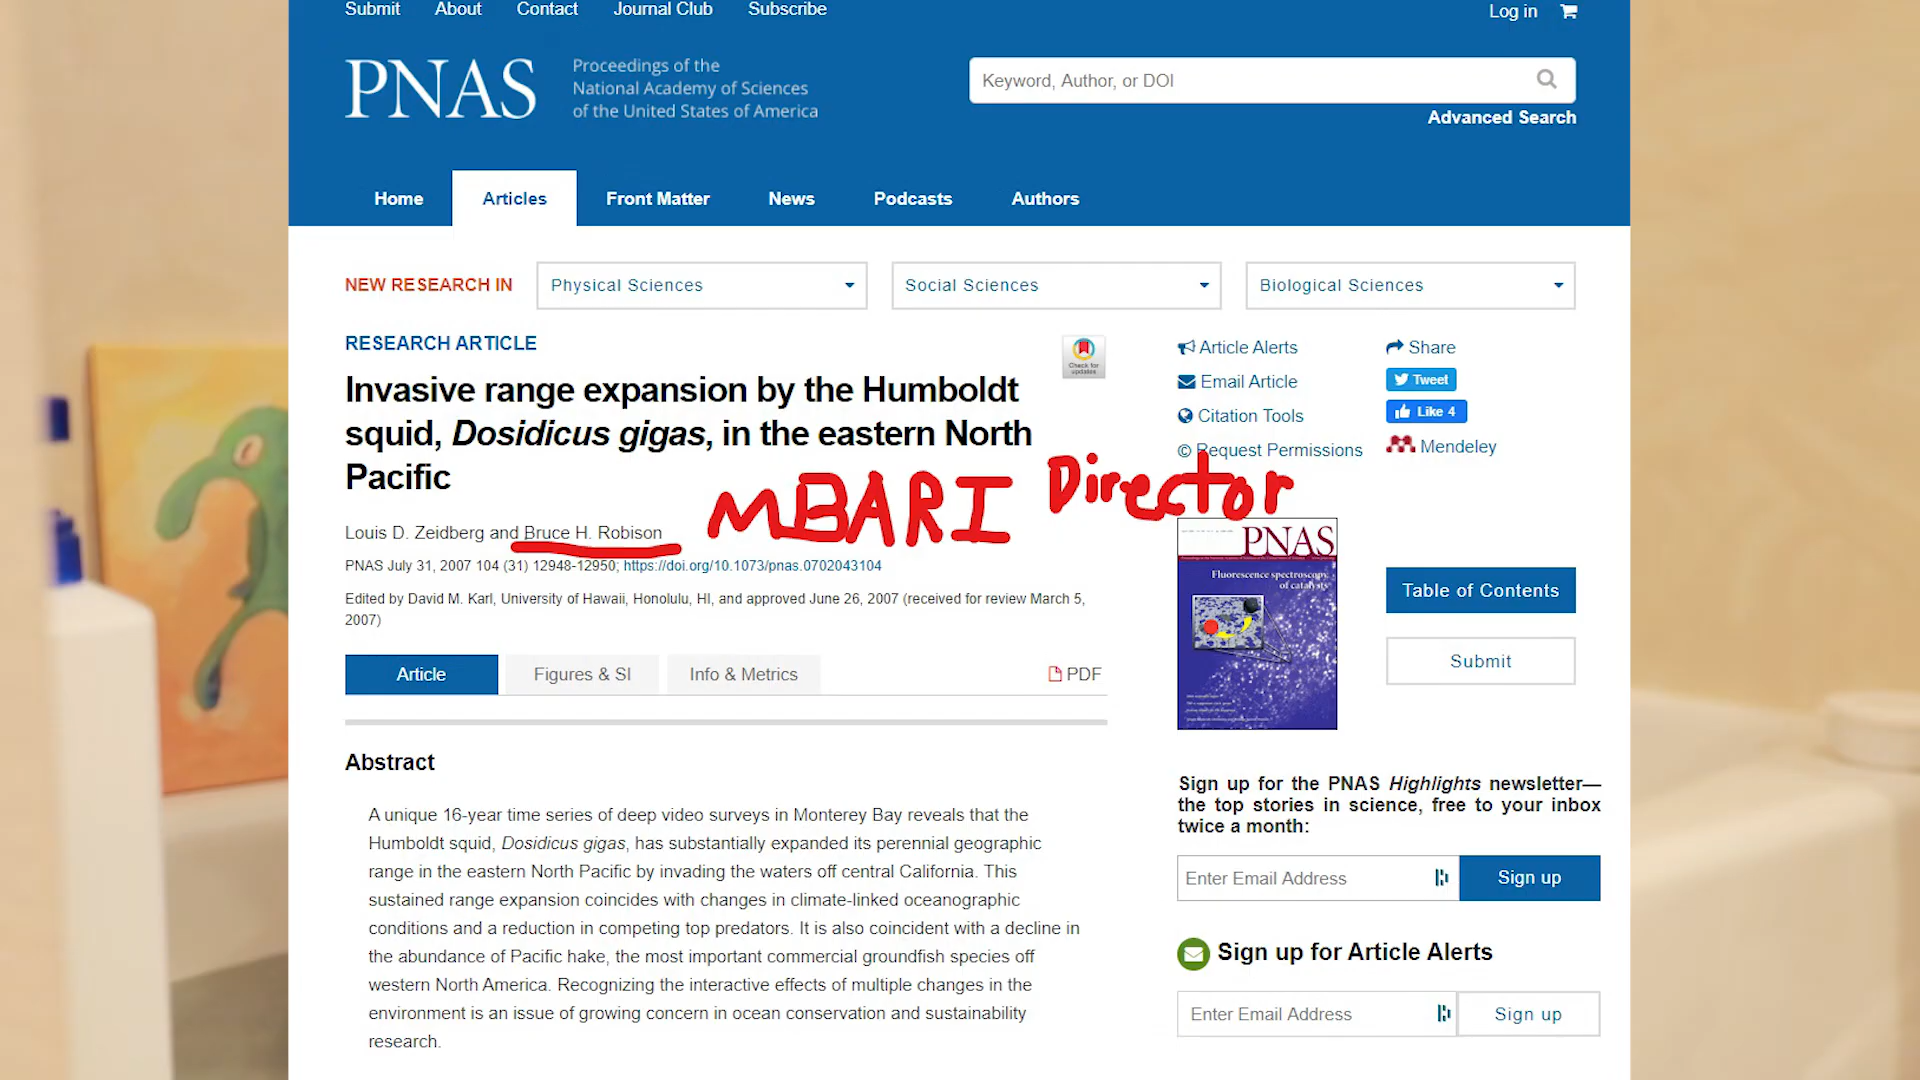 Submit About Contact Journal Club Subscribe
Log in
PNAS
Proceedings of the
National Academy of Sciences
of the United States of America
Keyword, Author, or DOI
Advanced Search
Home Articles Front Matter News Podcasts Authors
NEW RESEARCH IN
Physical Sciences
Social Sciences
Biological Sciences
RESEARCH ARTICLE
Check for
updates
Invasive range expansion by the Humboldt
squid, Dosidicus gigas, in the eastern North
Pacific
MBARI Director
Louis D. Zeidberg and Bruce H. Robison
PNAS July 31, 2007 104 (31) 12948-12950; https://doi.org/10.1073/pnas.0702043104
Edited by David M. Karl, University of Hawaii, Honolulu, HI, and approved June 26, 2007 (received for review March 5,
2007)
Article Figures & SI Info & Metrics PDF
Abstract
A unique 16-year time series of deep video surveys in Monterey Bay reveals that the
Humboldt squid, Dosidicus gigas, has substantially expanded its perennial geographic
range in the eastern North Pacific by invading the waters off central California. This
sustained range expansion coincides with changes in climate-linked oceanographic
conditions and a reduction in competing top predators. It is also coincident with a decline in
the abundance of Pacific hake, the most important commercial groundfish species off
western North America. Recognizing the interactive effects of multiple changes in the
environment is an issue of growing concern in ocean conservation and sustainability
research.
Article Alerts
Email Article
Citation Tools
© Request Permissions
Share
Tweet
Like 4
Mendeley
PNAS
Fluorescence spectroscopy
of catalysts
Table of Contents
Submit
Sign up for the PNAS Highlights newsletter—
the top stories in science, free to your inbox
twice a month:
Enter Email Address
Sign up
Sign up for Article Alerts
Enter Email Address
Sign up